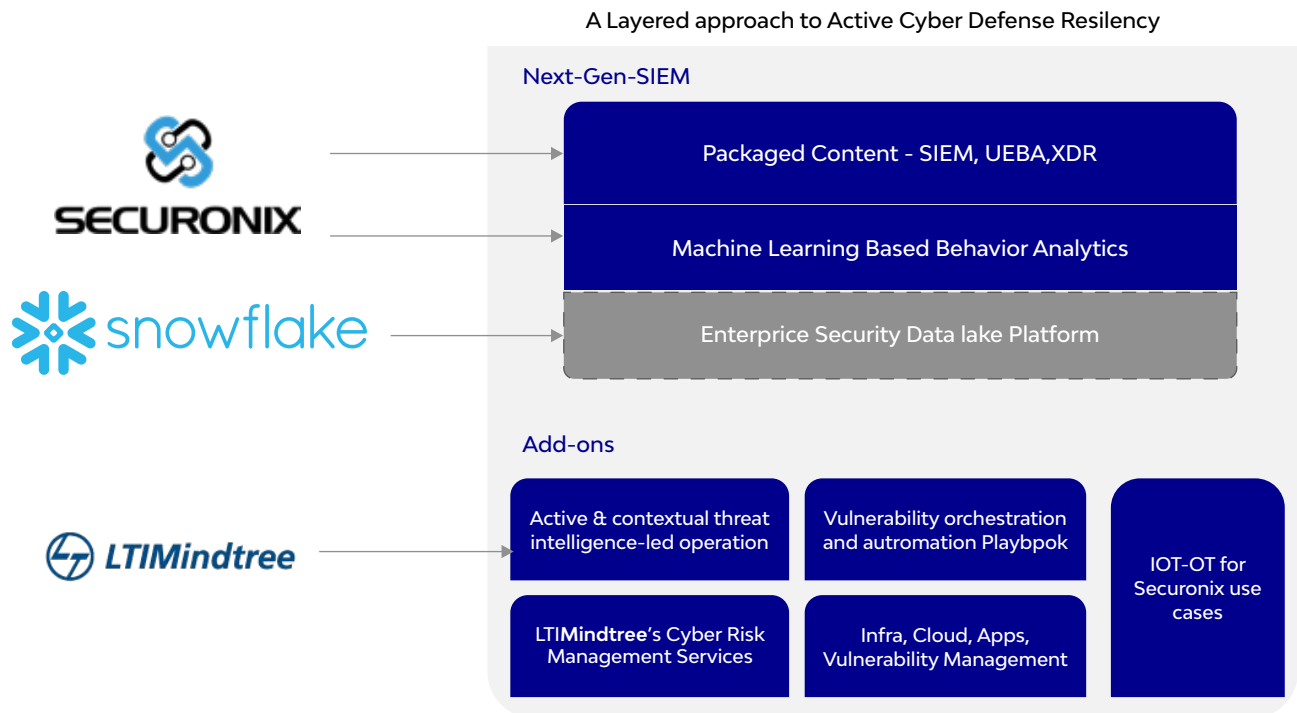 A Layered approach to Active Cyber Defense Resilency
Next-Gen-SIEM
SECURONIX
Packaged Content - SIEM, UEBA,XDR
Machine Learning Based Behavior Analytics
snowflake
Enterprice Security Data lake Platform
Add-ons
LTIMindtree
Active & contextual threat
intelligence-led operation
Vulnerability orchestration
and autromation Playbpok
IOT-OT for
Securonix use
cases
LTIMindtree's Cyber Risk
Management Services
Infra, Cloud, Apps,
Vulnerability Management